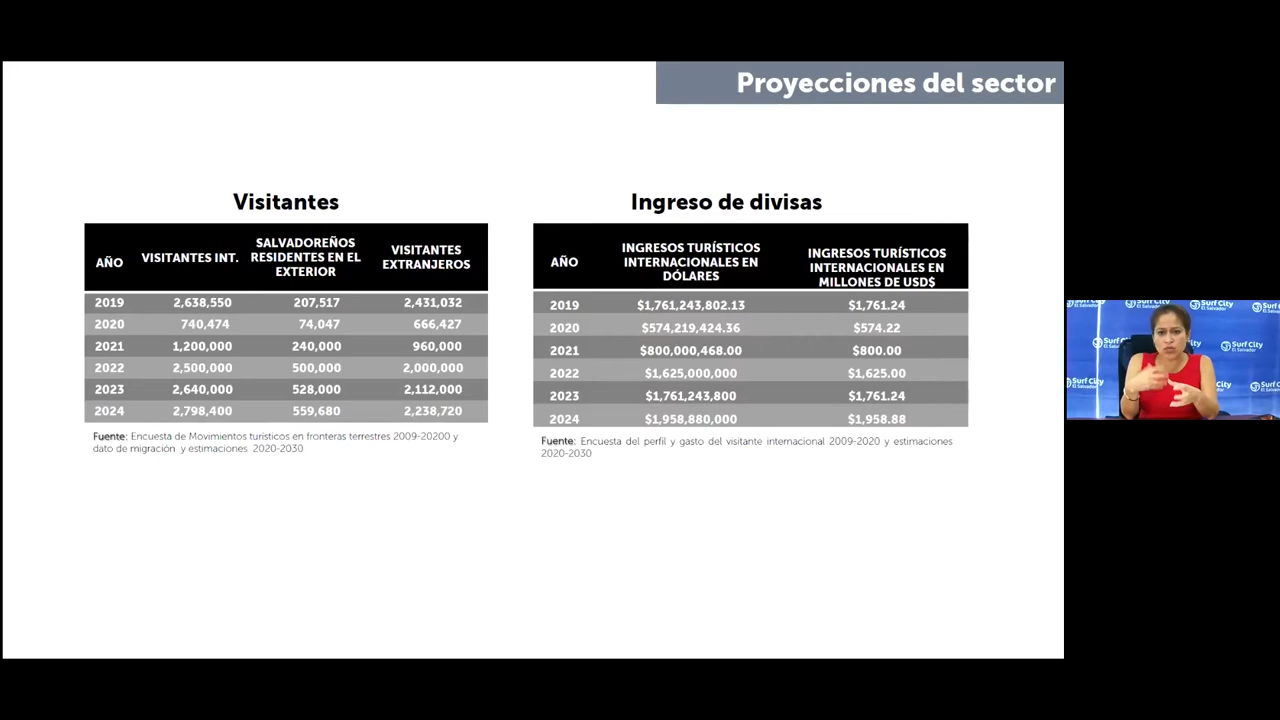 Proyecciones del sector
Visitantes
AÑO VISITANTES INT. SALVADOREÑOS RESIDENTES EN EL EXTERIOR VISITANTES EXTRANJEROS
2019 2,638,550 207,517 2,431,032
2020 740,474 74,047 666,427
2021 1,200,000 240,000 960,000
2022 2,500,000 500,000 2,000,000
2023 2,640,000 528,000 2,112,000
2024 2,798,400 559,680 2,238,720
Fuente: Encuesta de Movimientos turisticos en fronteras terrestres 2009-20200 y
dato de migración y estimaciones 2020-2030
Ingreso de divisas
AÑO INGRESOS TURÍSTICOS INTERNACIONALES EN DÓLARES INGRESOS TURÍSTICOS INTERNACIONALES EN MILLONES DE USD$
2019 $1,761,243,802.13 $1,761.24
2020 $574,219,424.36 $574.22
2021 $800,000,468.00 $800.00
2022 $1,625,000,000 $1,625.00
2023 $1,761,243,800 $1,761.24
2024 $1,958,880,000 $1,958.88
Fuente: Encuesta del perfil y gasto del visitante internacional 2009-2020 y estimaciones
2020-2030
Surf City
El Salvador